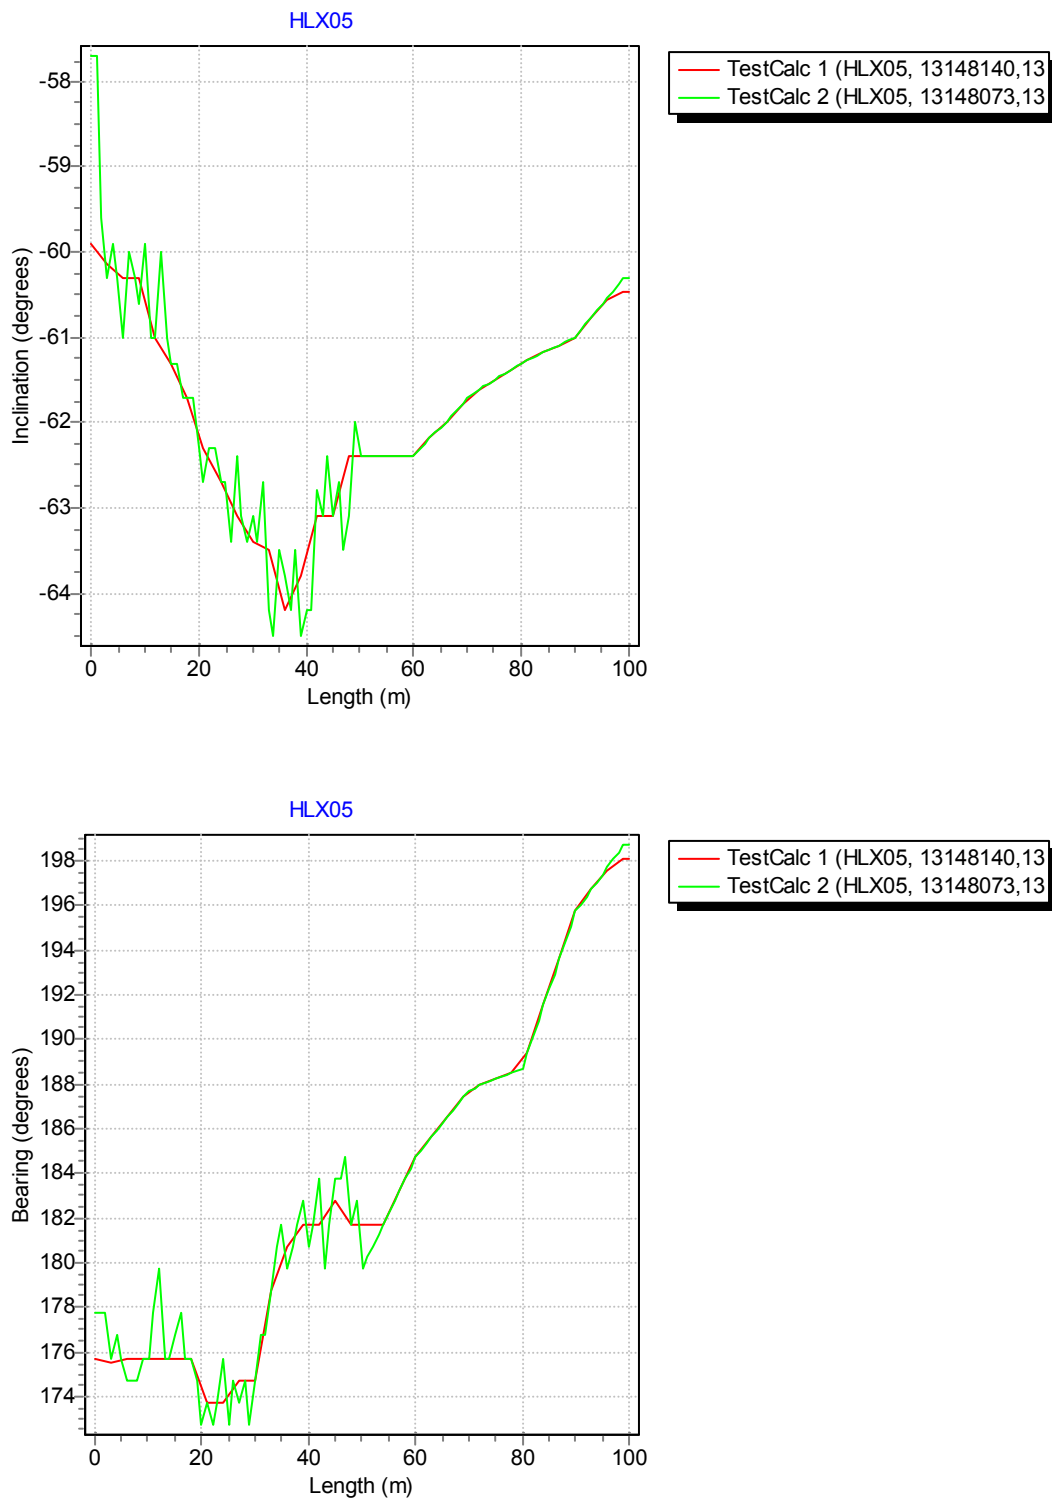 HLX05
TestCalc 1 (HLX05, 13148140,13
TestCalc 2 (HLX05, 13148073,13
Inclination (degrees)
-58
-59
-60
-61
-62
-63
-64
0 20 40 60 80 100
Length (m)
HLX05
TestCalc 1 (HLX05, 13148140,13
TestCalc 2 (HLX05, 13148073,13
Bearing (degrees)
198
196
194
192
190
188
186
184
182
180
178
176
174
0 20 40 60 80 100
Length (m)